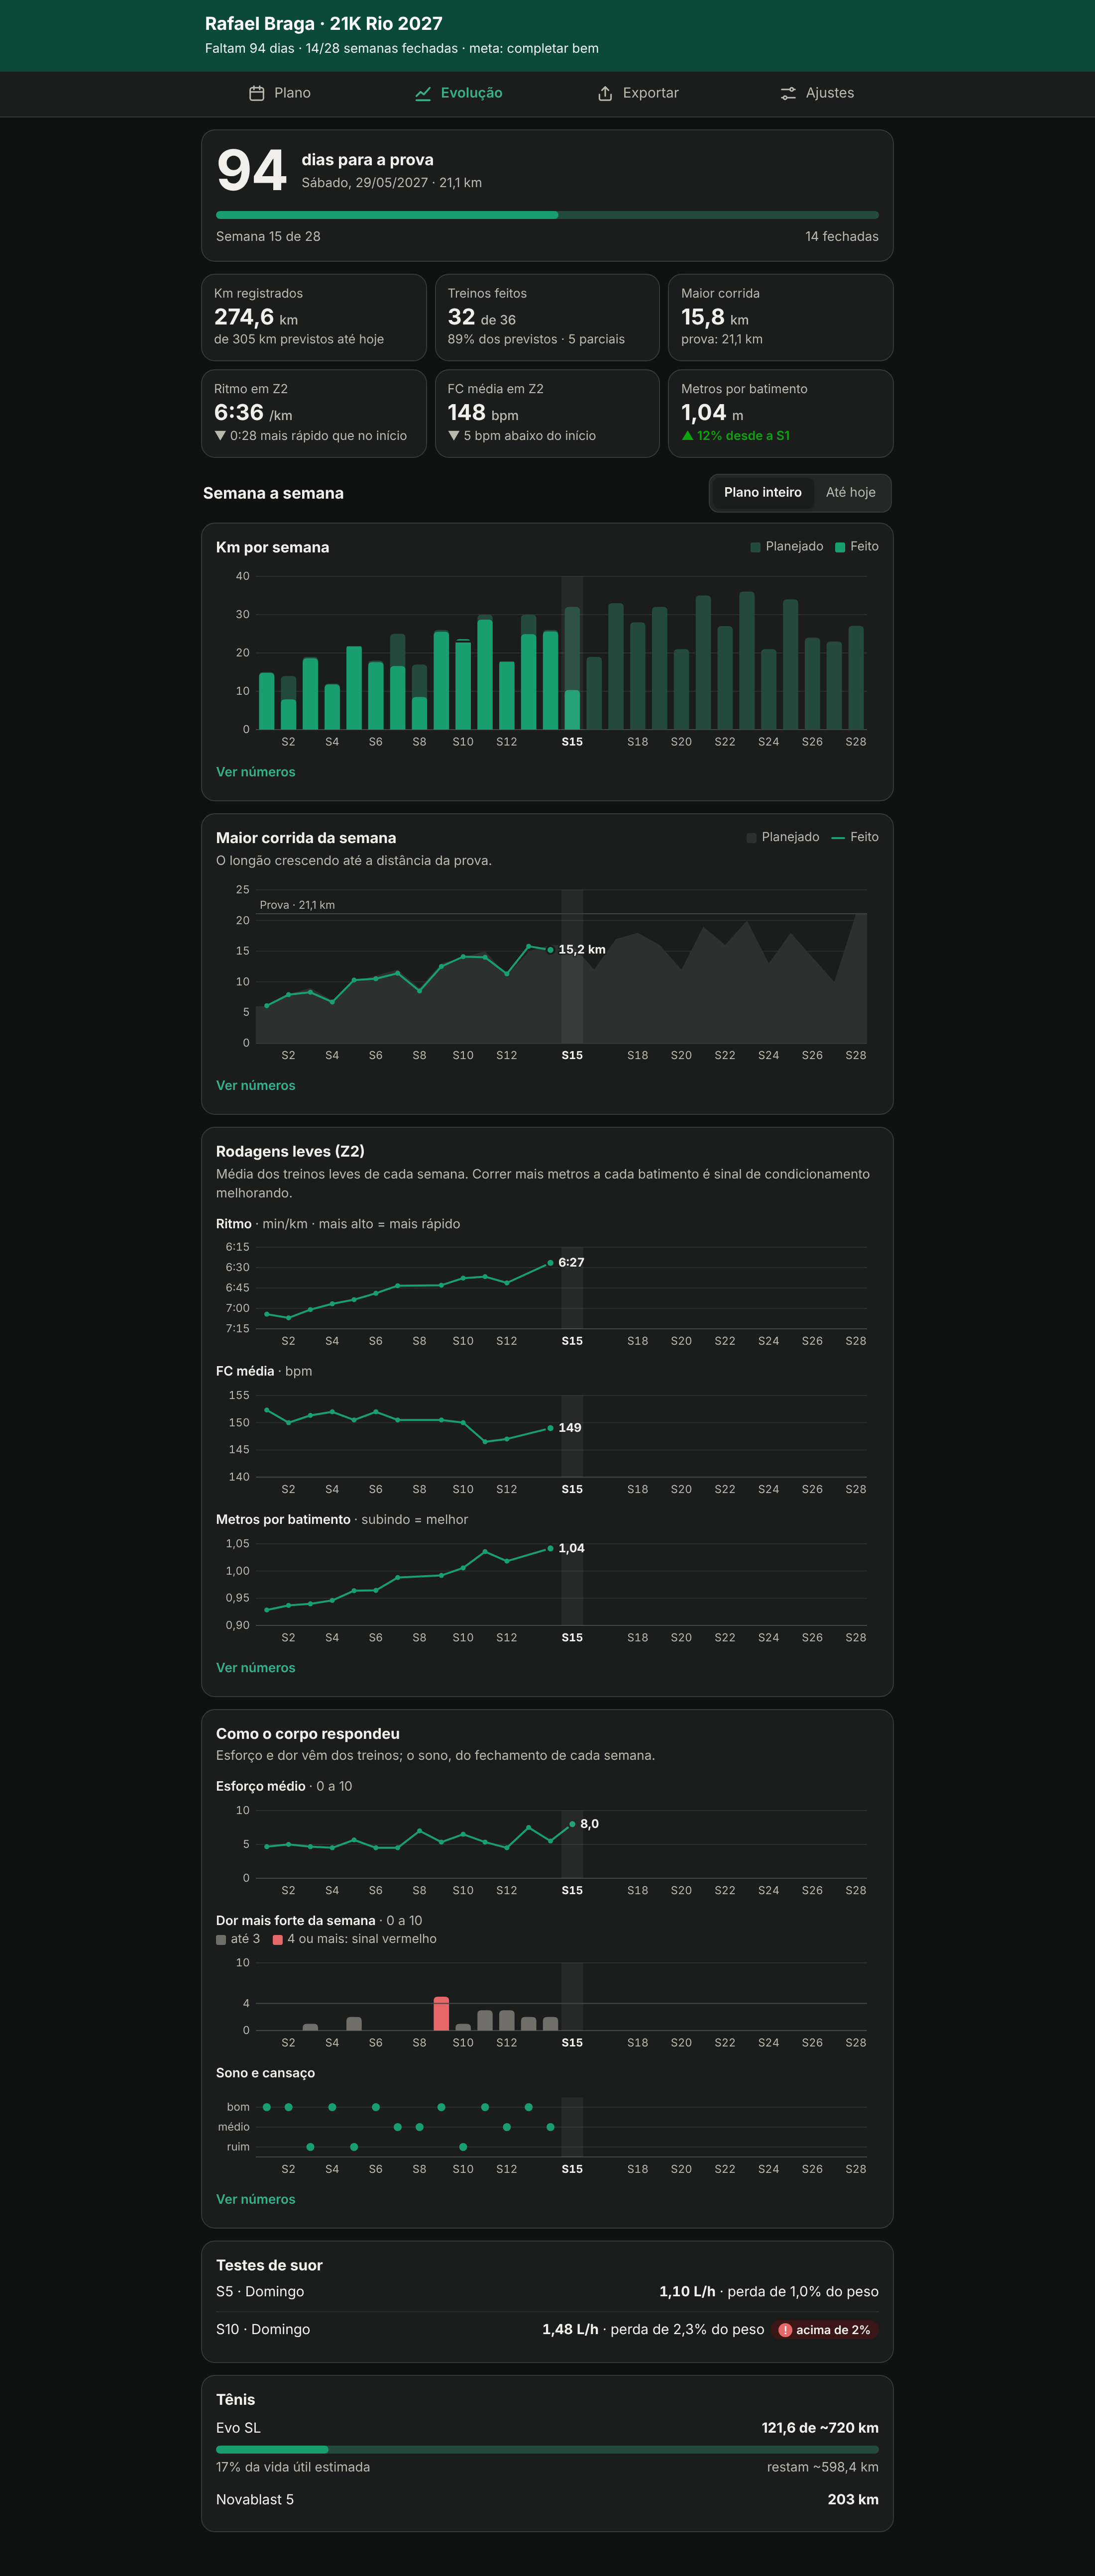 Rafael Braga · 21K Rio 2027
Faltam 94 dias · 14/28 semanas fechadas · meta: completar bem
Plano
Evolução
Exportar
Ajustes
94
dias para a prova
Sábado, 29/05/2027 · 21,1 km
Semana 15 de 28
14 fechadas
Km registrados
274,6 km
de 305 km previstos até hoje
Treinos feitos
32 de 36
89% dos previstos · 5 parciais
Maior corrida
15,8 km
prova: 21,1 km
Ritmo em Z2
6:36 /km
▼ 0:28 mais rápido que no início
FC média em Z2
148 bpm
▼ 5 bpm abaixo do início
Metros por batimento
1,04 m
▲ 12% desde a S1
Semana a semana
Plano inteiro
Até hoje
Km por semana
Planejado
Feito
40
30
20
10
0
S2 S4 S6 S8 S10 S12 S15 S18 S20 S22 S24 S26 S28
Ver números
Maior corrida da semana
Planejado
Feito
O longão crescendo até a distância da prova.
25
Prova · 21,1 km
20
15
15,2 km
10
5
0
S2 S4 S6 S8 S10 S12 S15 S18 S20 S22 S24 S26 S28
Ver números
Rodagens leves (Z2)
Média dos treinos leves de cada semana. Correr mais metros a cada batimento é sinal de condicionamento
melhorando.
Ritmo · min/km · mais alto = mais rápido
6:15
6:27
6:30
6:45
7:00
7:15
S2 S4 S6 S8 S10 S12 S15 S18 S20 S22 S24 S26 S28
FC média · bpm
155
150
149
145
140
S2 S4 S6 S8 S10 S12 S15 S18 S20 S22 S24 S26 S28
Metros por batimento · subindo = melhor
1,05
1,04
1,00
0,95
0,90
S2 S4 S6 S8 S10 S12 S15 S18 S20 S22 S24 S26 S28
Ver números
Como o corpo respondeu
Esforço e dor vêm dos treinos; o sono, do fechamento de cada semana.
Esforço médio · 0 a 10
10
8,0
5
0
S2 S4 S6 S8 S10 S12 S15 S18 S20 S22 S24 S26 S28
Dor mais forte da semana · 0 a 10
até 3
4 ou mais: sinal vermelho
10
4
0
S2 S4 S6 S8 S10 S12 S15 S18 S20 S22 S24 S26 S28
Sono e cansaço
bom
médio
ruim
S2 S4 S6 S8 S10 S12 S15 S18 S20 S22 S24 S26 S28
Ver números
Testes de suor
S5 · Domingo
1,10 L/h · perda de 1,0% do peso
S10 · Domingo
1,48 L/h · perda de 2,3% do peso
! acima de 2%
Tênis
Evo SL
121,6 de ~720 km
17% da vida útil estimada
restam ~598,4 km
Novablast 5
203 km